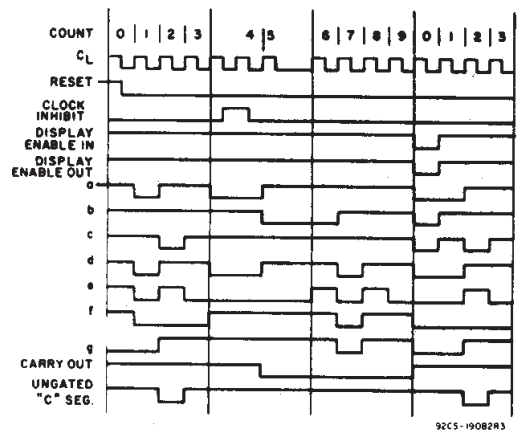 COUNT 0 | 1 | 2 | 3 4 | 5 6 | 7 | 8 | 9 0 | 1 | 2 | 3
CL
RESET
CLOCK
INHIBIT
DISPLAY
ENABLE IN
DISPLAY
ENABLE OUT
a
b
c
d
e
f
g
CARRY OUT
UNGATED
"C" SEG.
92CS-19082R3